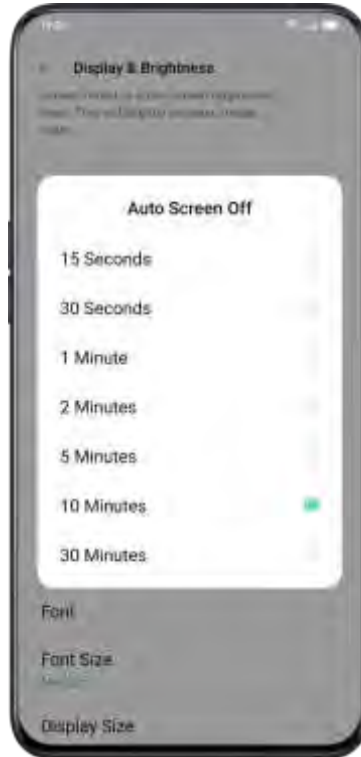 Display & Brightness
Auto Screen Off
15 Seconds
30 Seconds
1 Minute
2 Minutes
5 Minutes
10 Minutes
30 Minutes
Font
Font Size
Display Size